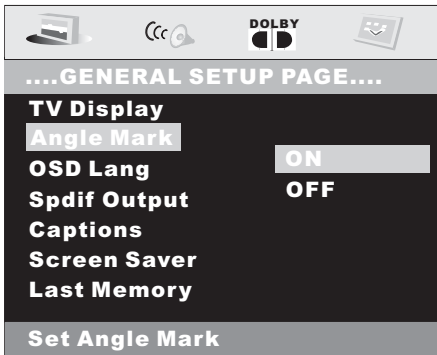 DOLBY
....GENERAL SETUP PAGE....
TV Display
Angle Mark
ON
OSD Lang
OFF
Spdif Output
Captions
Screen Saver
Last Memory
Set Angle Mark